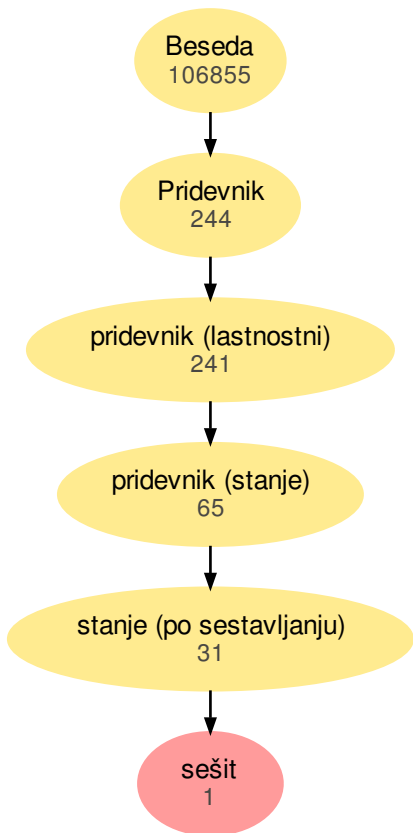 Beseda
106855
Pridevnik
244
pridevnik (lastnostni)
241
pridevnik (stanje)
65
stanje (po sestavljanju)
31
sešit
1